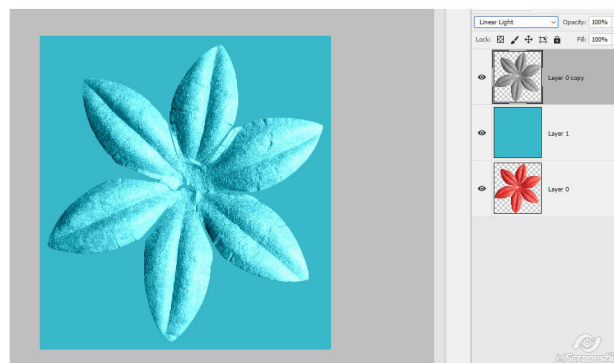 Linear Light Opacity: 100%
Lock: Fill: 100%
Layer 0 copy
Layer 1
Layer 0